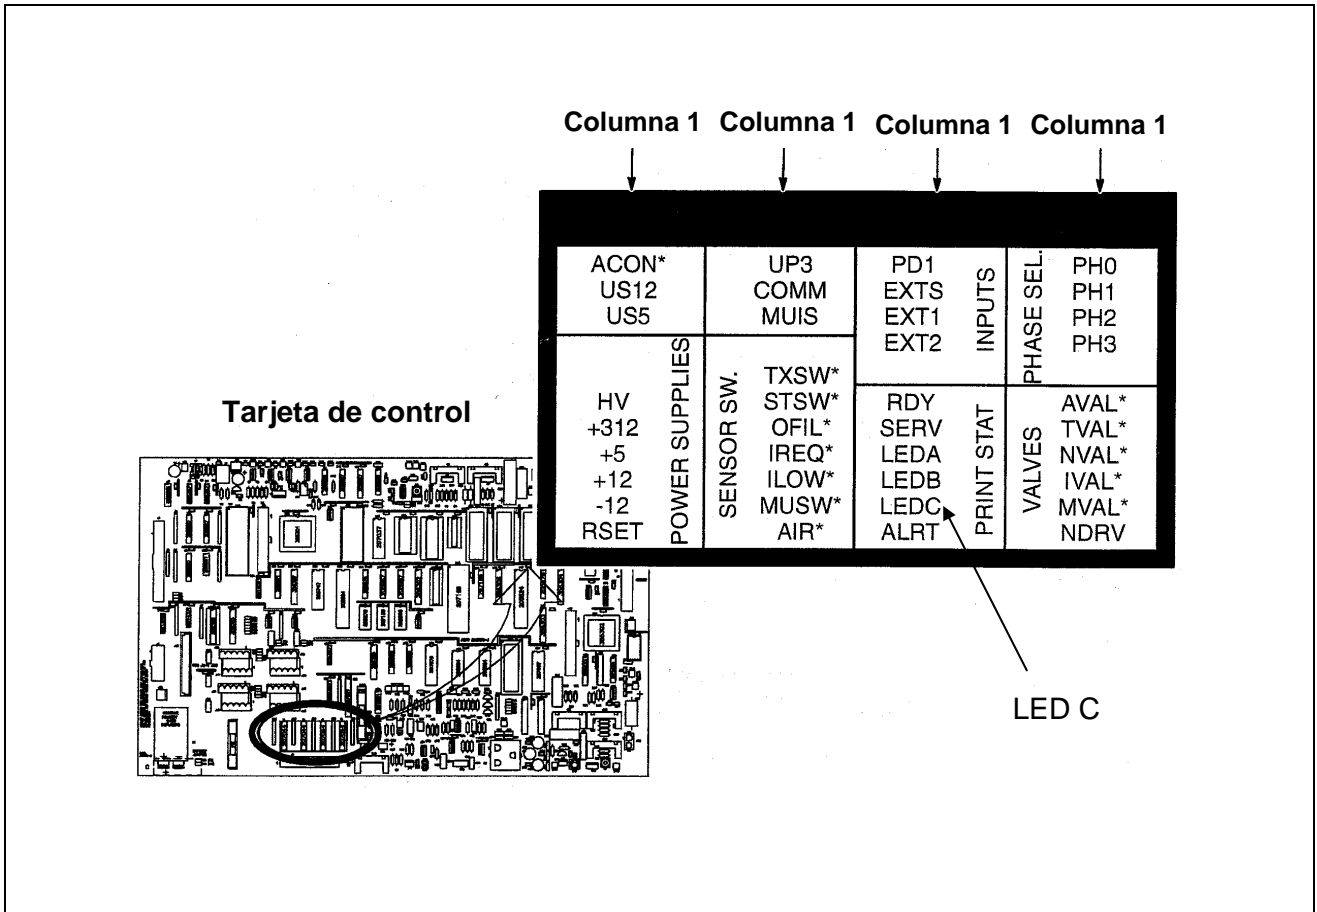 Columna 1 Columna 1 Columna 1 Columna 1
ACON*
US12
US5
HV
+312
+5
+12
-12
RSET
POWER SUPPLIES
UP3
COMM
MUIS
SENSOR SW.
TXSW*
STSW*
OFIL*
IREQ*
ILOW*
MUSW*
AIR*
PD1
EXTS
EXT1
EXT2
INPUTS
RDY
SERV
LEDA
LEDB
LEDC
ALRT
PRINT STAT
PHASE SEL.
PH0
PH1
PH2
PH3
VALVES
AVAL*
TVAL*
NVAL*
IVAL*
MVAL*
NDRV
Tarjeta de control
LED C